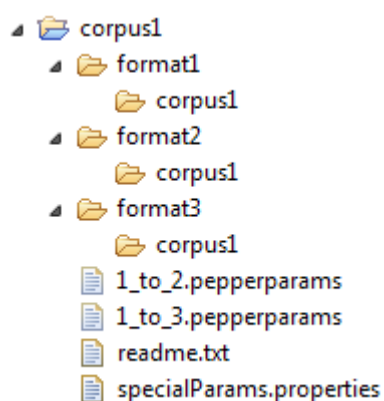 corpus1
format1
corpus1
format2
corpus1
format3
corpus1
1_to_2.pepperparams
1_to_3.pepperparams
readme.txt
specialParams.properties